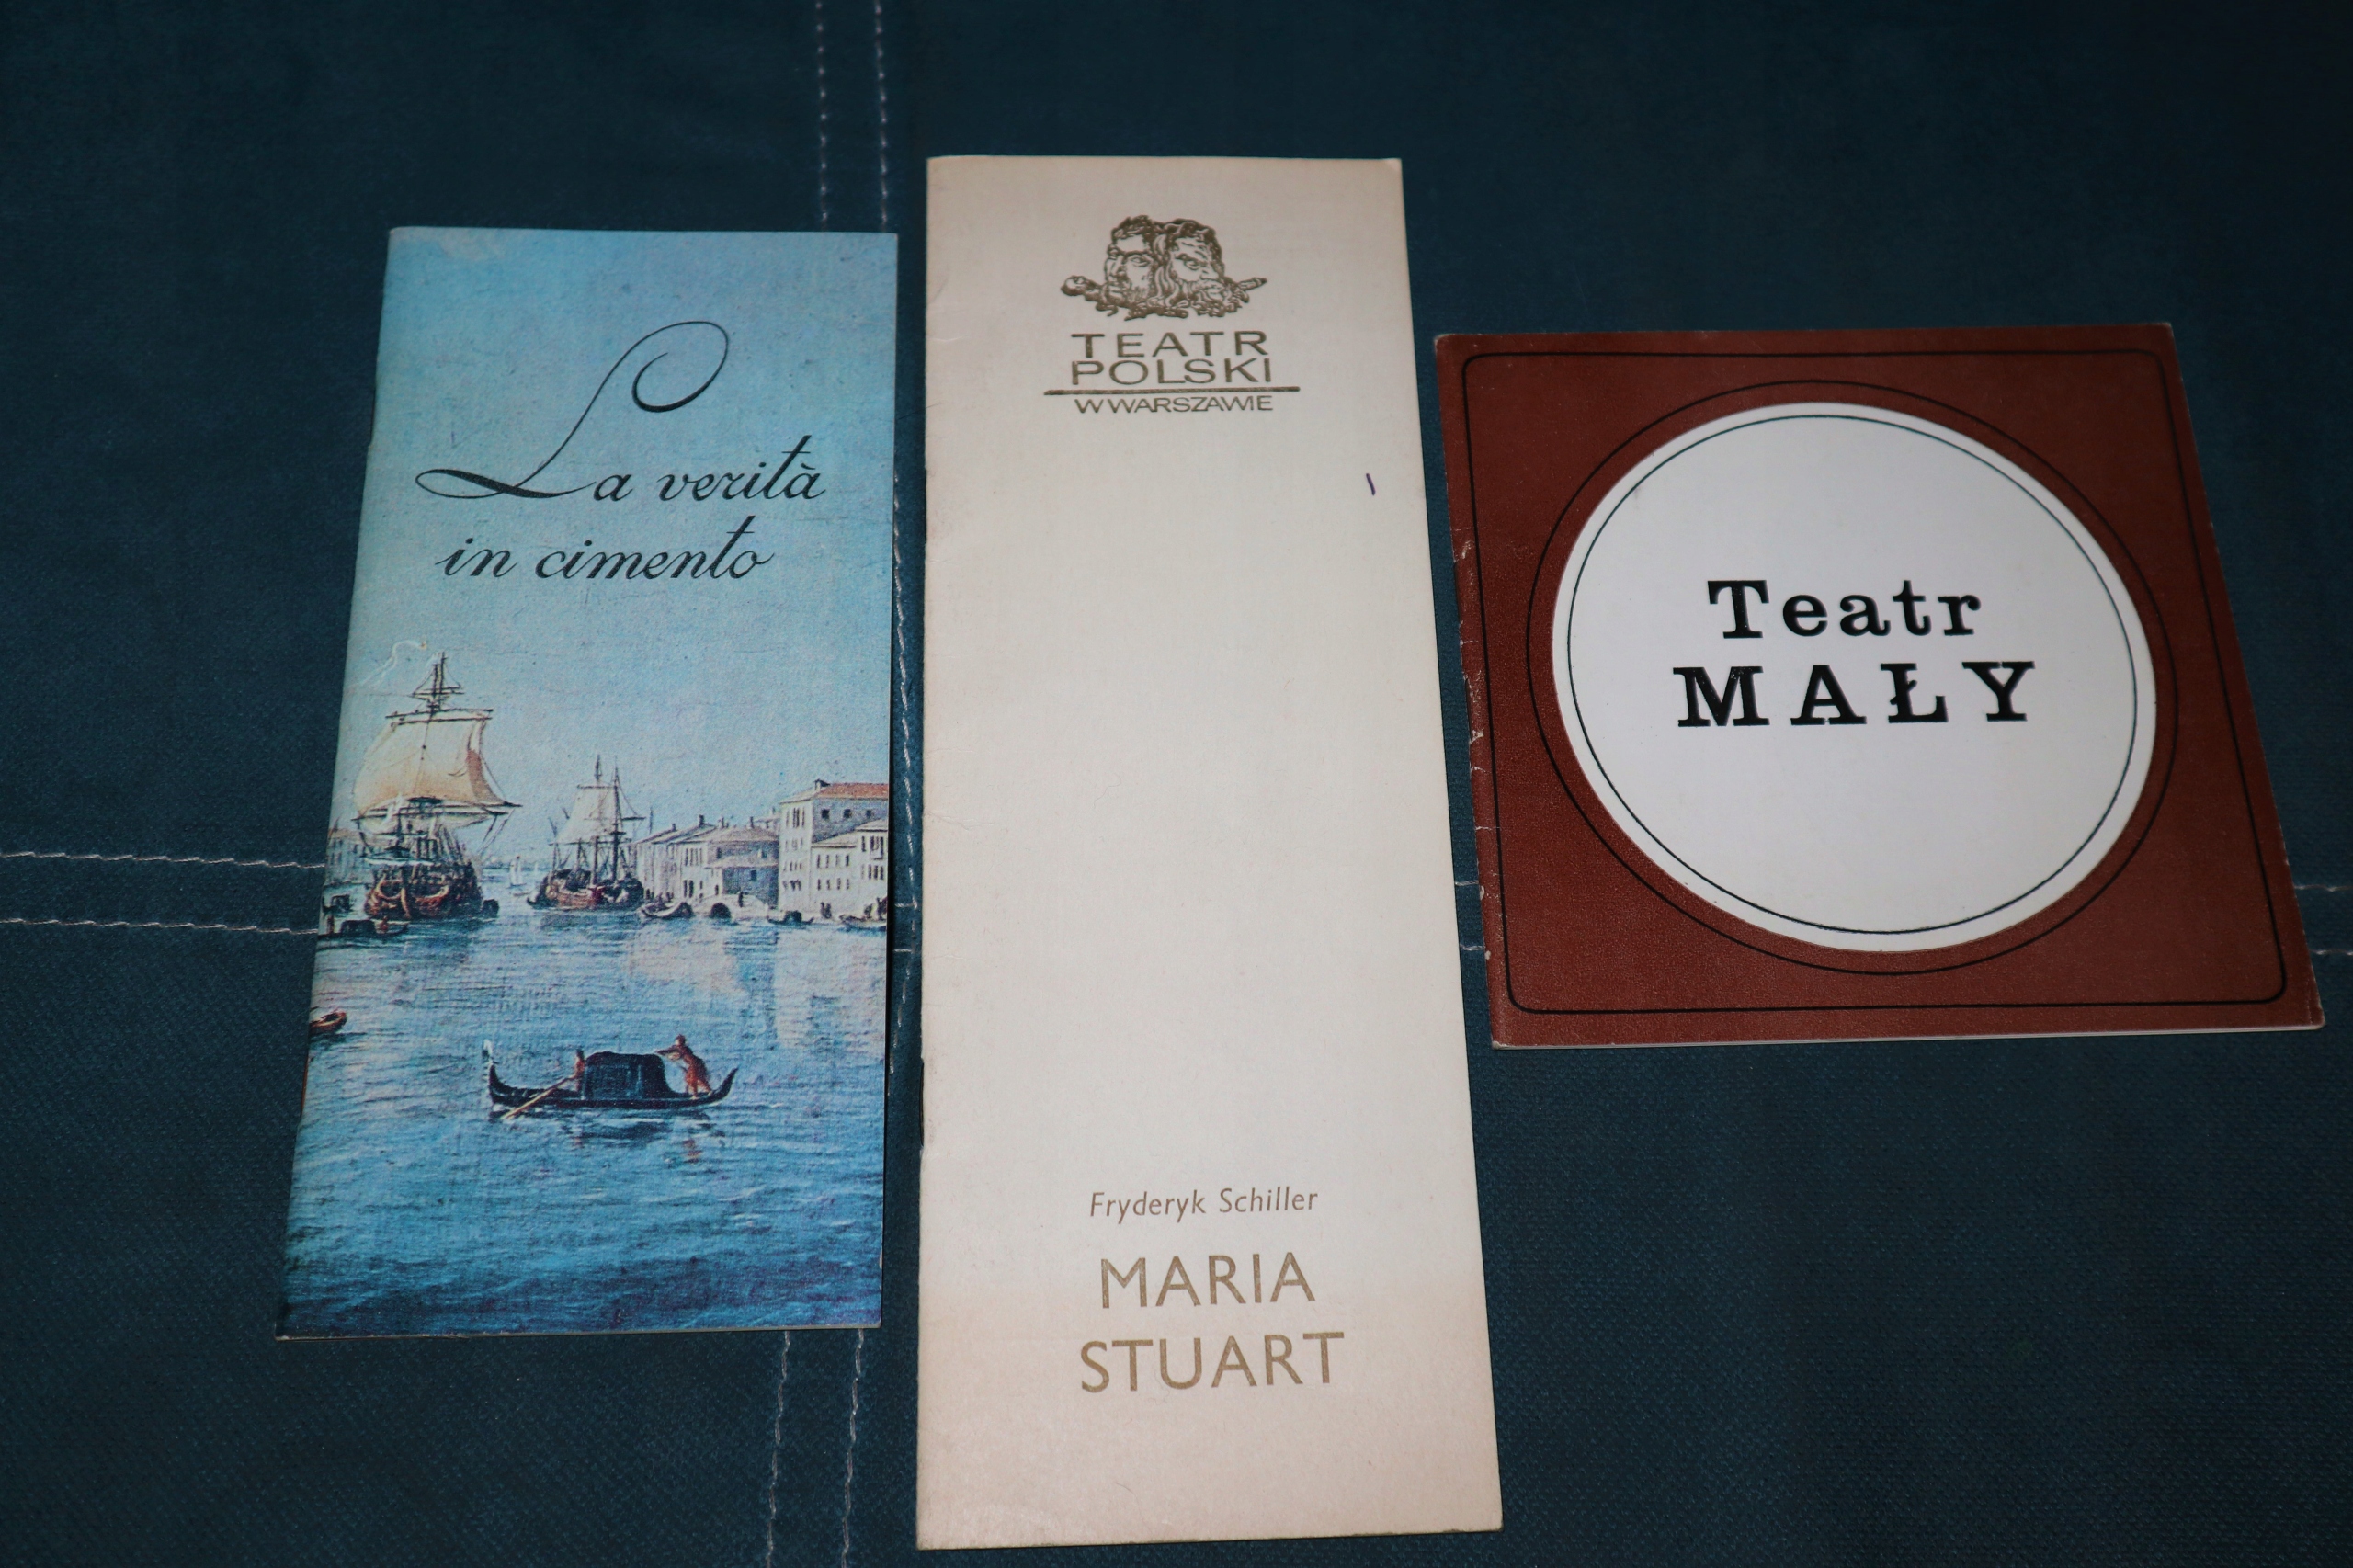 La verità
in cimento
TEATR
POLSKI
W WARSZAWIE
Fryderyk Schiller
MARIA
STUART
Teatr
MAŁY